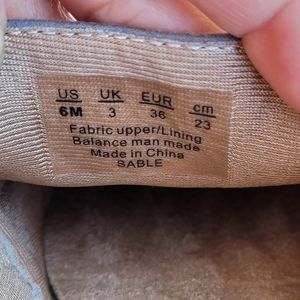 US UK EUR cm
6M 3 36 23
Fabric upper/Lining
Balance man made
Made in China
SABLE